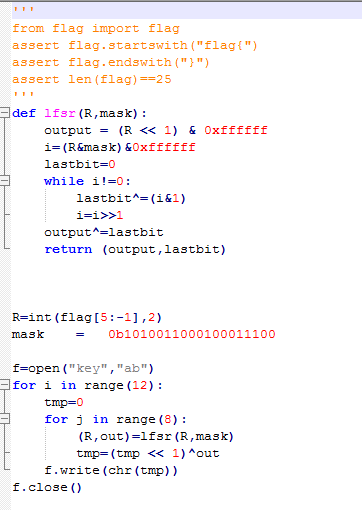 '''
from flag import flag
assert flag.startswith("flag{")
assert flag.endswith("}")
assert len(flag)==25
'''
def lfsr(R,mask):
    output = (R << 1) & 0xffffff
    i=(R&mask)&0xffffff
    lastbit=0
    while i!=0:
        lastbit^=(i&1)
        i=i>>1
    output^=lastbit
    return (output,lastbit)
R=int(flag[5:-1],2)
mask    =   0b1010011000100011100
f=open("key","ab")
for i in range(12):
    tmp=0
    for j in range(8):
        (R,out)=lfsr(R,mask)
        tmp=(tmp << 1)^out
    f.write(chr(tmp))
f.close()